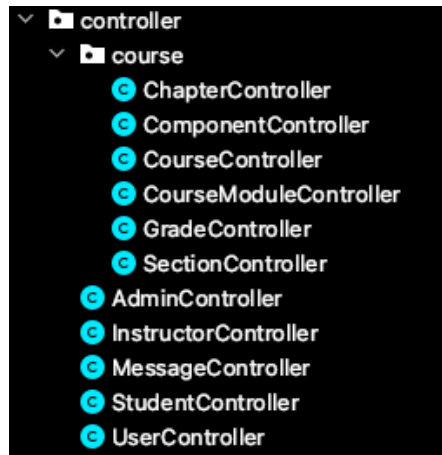 controller
course
ChapterController
ComponentController
CourseController
CourseModuleController
GradeController
SectionController
AdminController
InstructorController
MessageController
StudentController
UserController